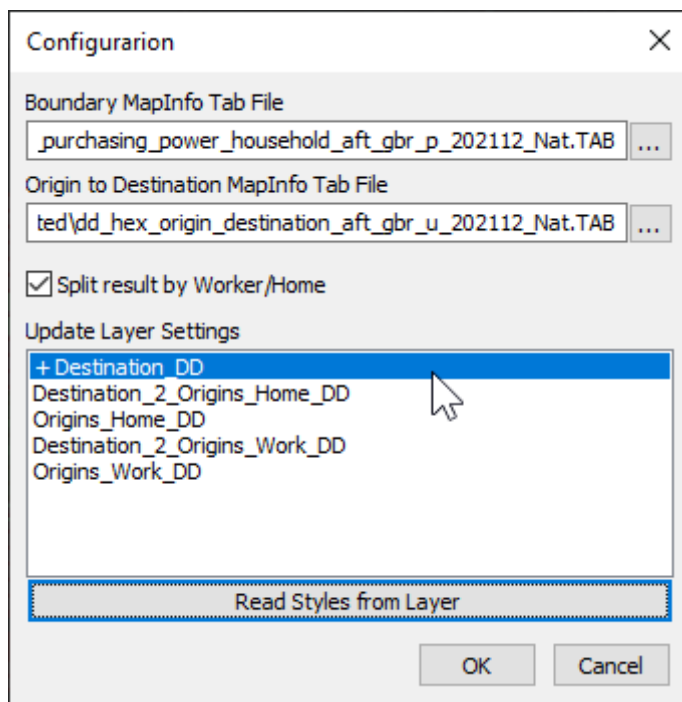 Configurarion
Boundary MapInfo Tab File
_purchasing_power_household_aft_gbr_p_202112_Nat.TAB ...
Origin to Destination MapInfo Tab File
ted\dd_hex_origin_destination_aft_gbr_u_202112_Nat.TAB ...
Split result by Worker/Home
Update Layer Settings
+ Destination_DD
Destination_2_Origins_Home_DD
Origins_Home_DD
Destination_2_Origins_Work_DD
Origins_Work_DD
Read Styles from Layer
OK Cancel